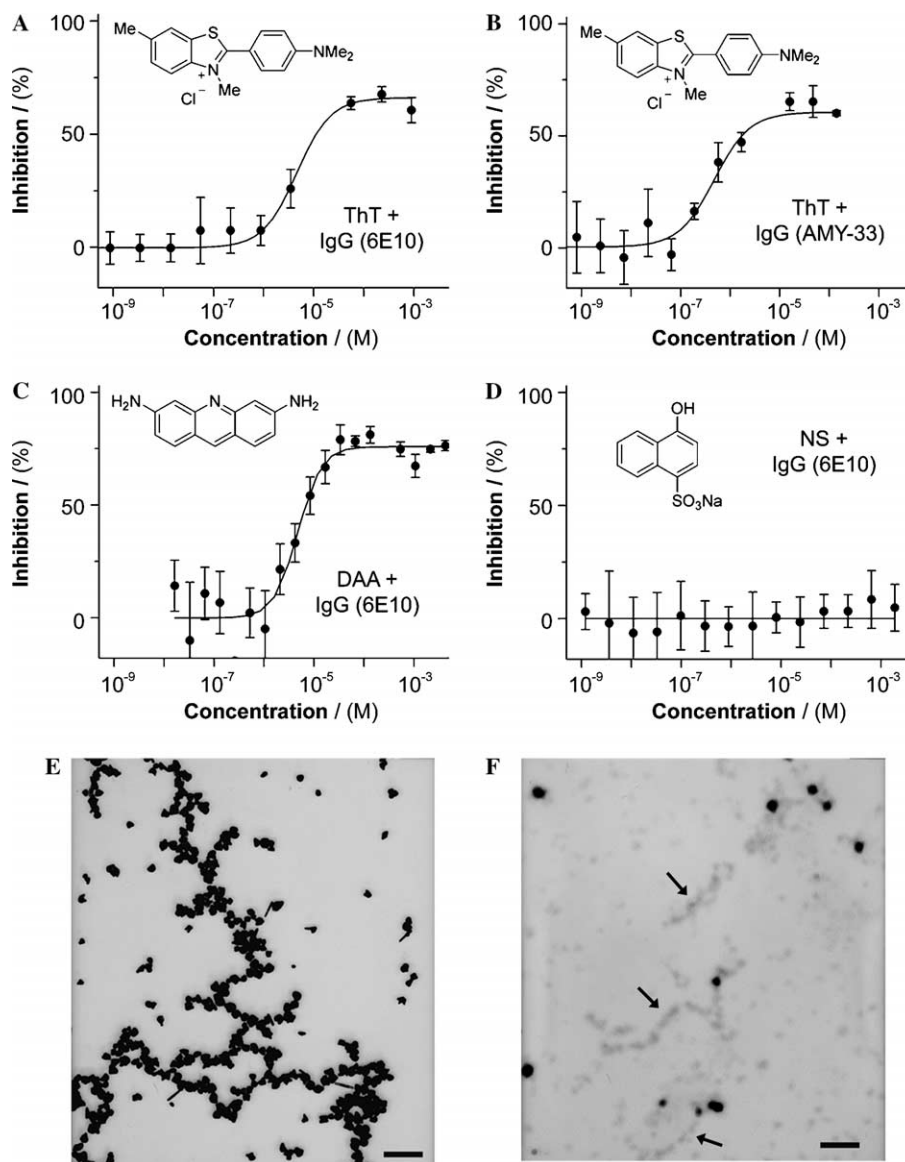 A
100
Me
S
NMe2
N
+
Cl−
Me
50
0
Inhibition / (%)
ThT +
IgG (6E10)
10-9
10-7
10-5
10-3
Concentration / (M)
B
100
Me
S
NMe2
N
+
Cl−
Me
50
0
Inhibition / (%)
ThT +
IgG (AMY-33)
10-9
10-7
10-5
10-3
Concentration / (M)
C
100
H2N
N
NH2
50
0
Inhibition / (%)
DAA +
IgG (6E10)
10-9
10-7
10-5
10-3
Concentration / (M)
D
100
OH
NS +
IgG (6E10)
SO3Na
50
0
Inhibition / (%)
10-9
10-7
10-5
10-3
Concentration / (M)
E
F